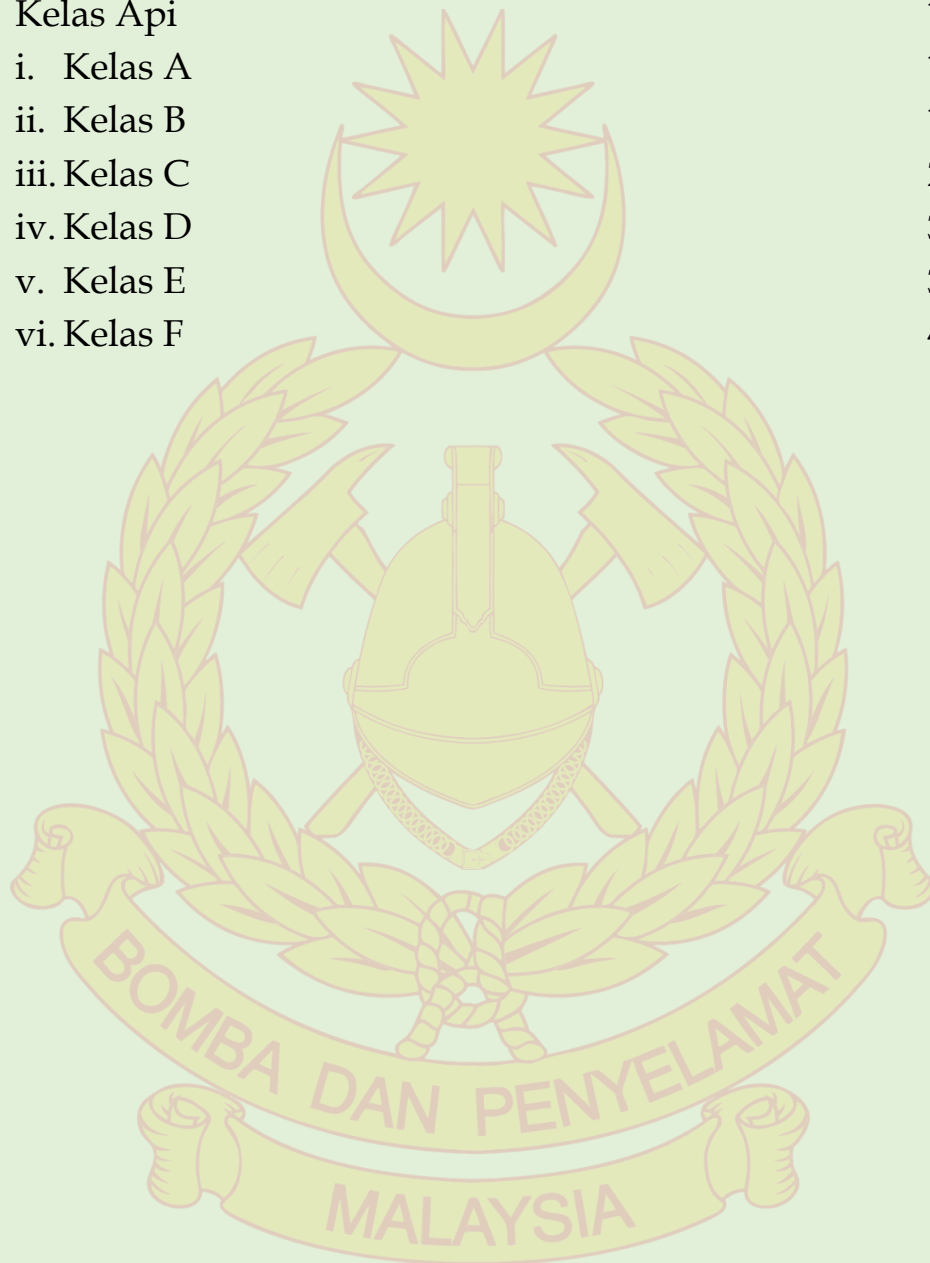 Kelas Api
i. Kelas A
ii. Kelas B
iii. Kelas C
iv. Kelas D
v. Kelas E
vi. Kelas F
BOMBA DAN PENYELAMAT
MALAYSIA